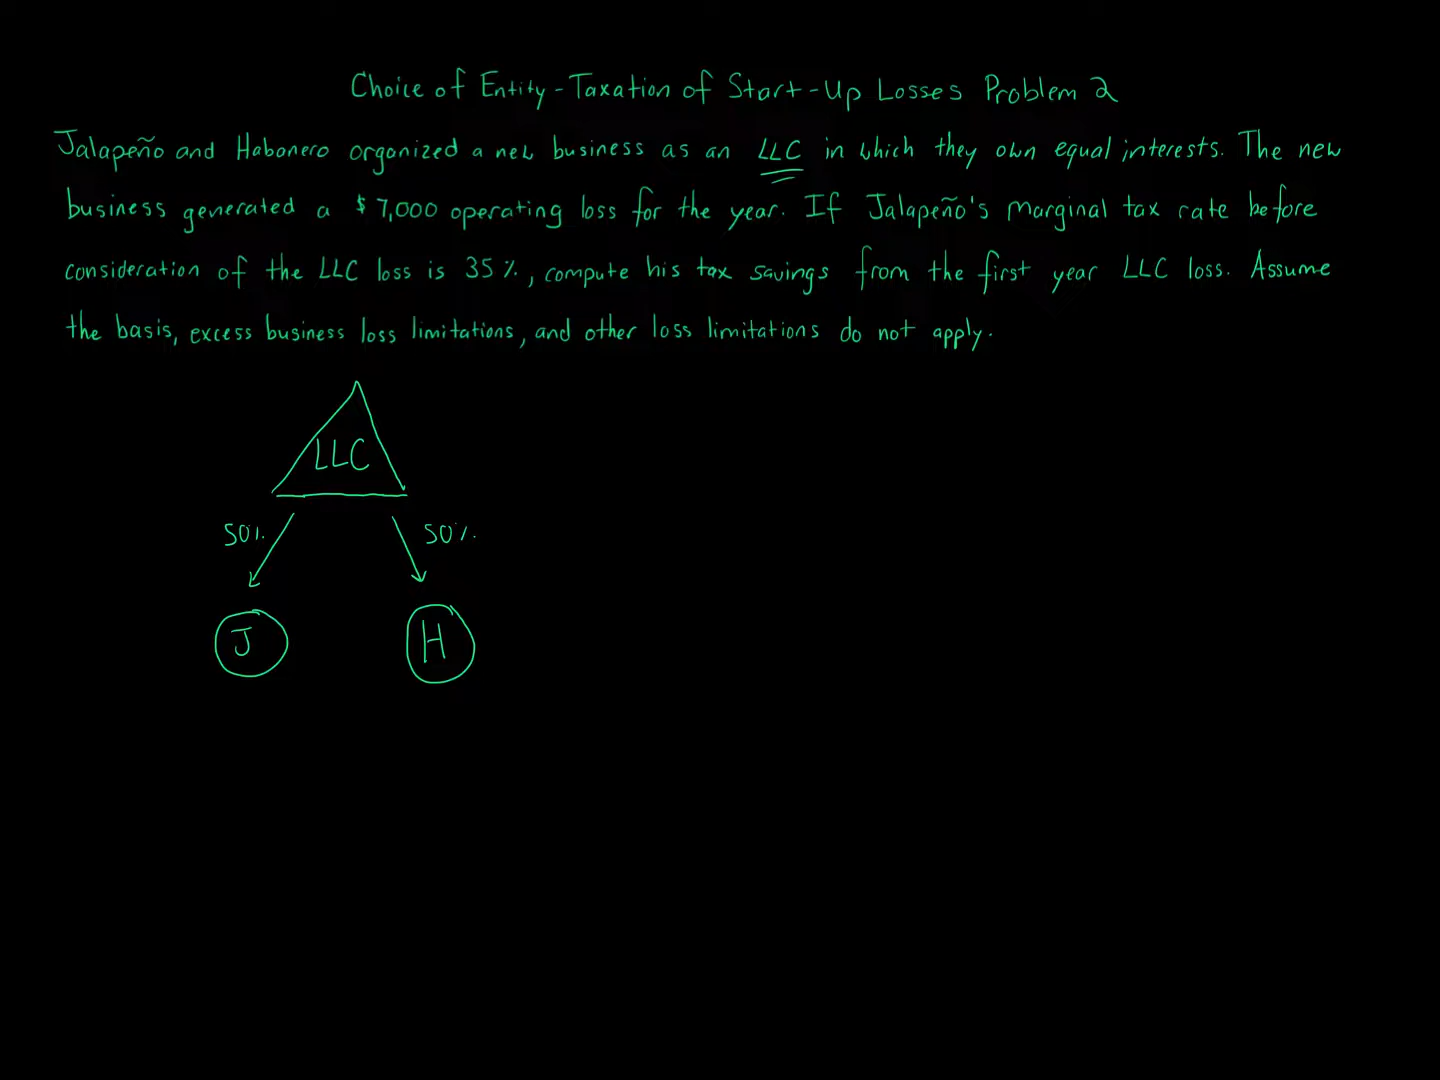 Choice of Entity - Taxation of Start-Up Losses Problem 2
Jalapeño and Habanero organized a new business as an LLC in which they own equal interests. The new
business generated a $7,000 operating loss for the year. If Jalapeño's marginal tax rate before
consideration of the LLC loss is 35%, compute his tax savings from the first year LLC loss. Assume
the basis, excess business loss limitations, and other loss limitations do not apply.
LLC
50% 50%
J H